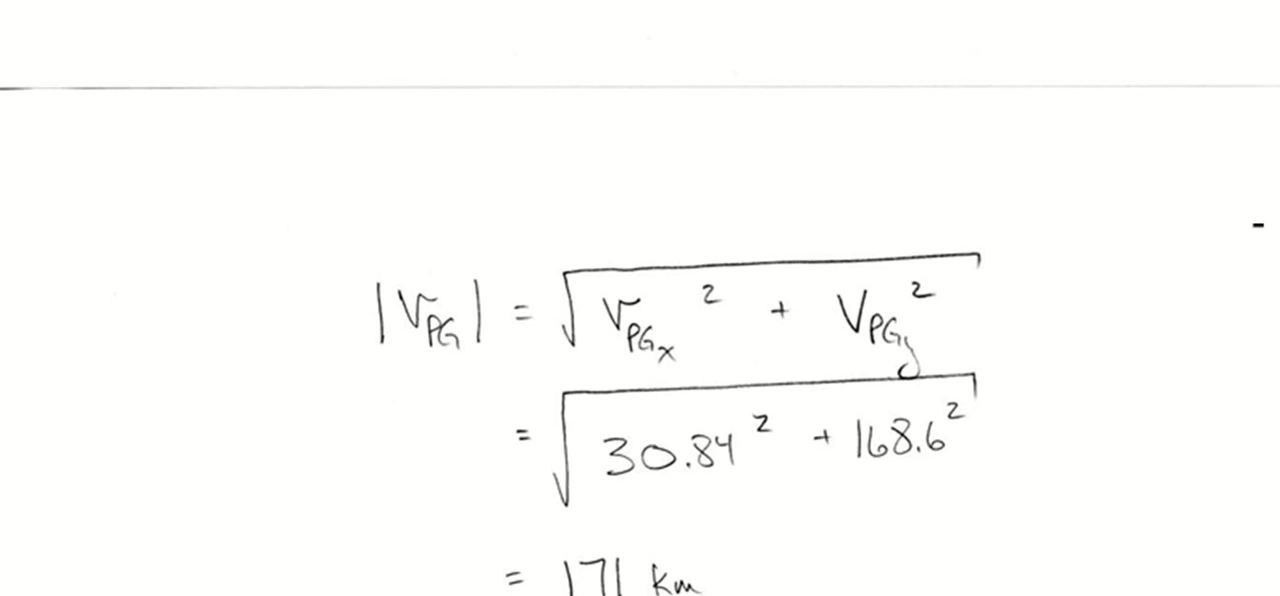 |V_PG| = √(V_PGx² + V_PGy²)
= √(30.84² + 168.6²)
= 171 km